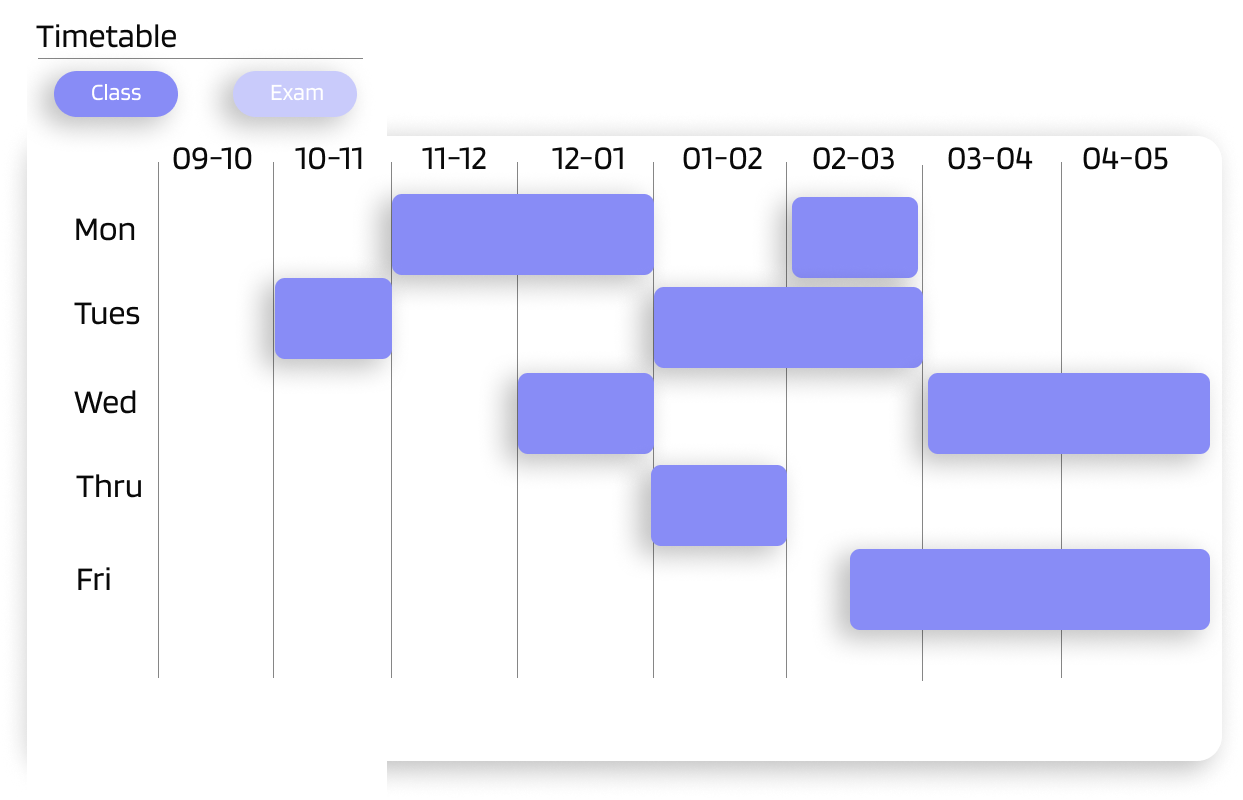 Timetable
Class Exam
09-10 10-11 11-12 12-01 01-02 02-03 03-04 04-05
Mon
Tues
Wed
Thru
Fri